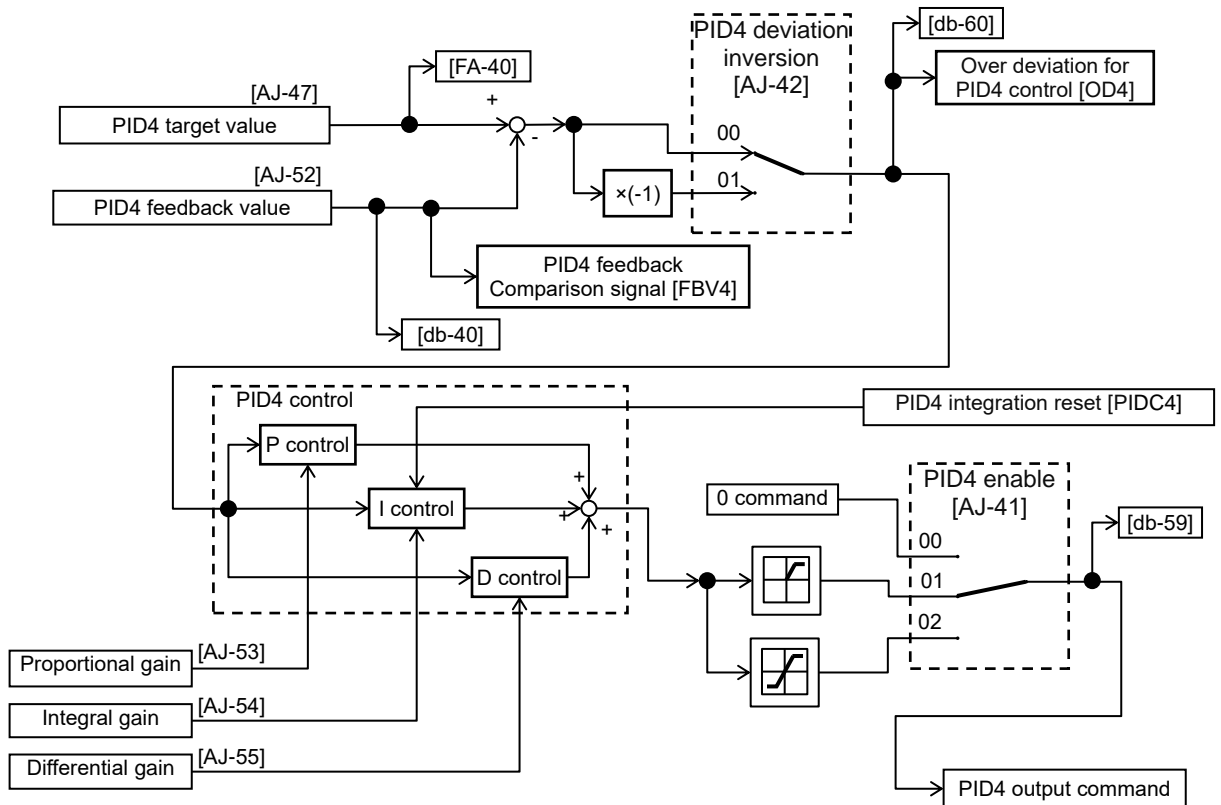 [db-60]
PID4 deviation
inversion
[AJ-42]
[FA-40]
Over deviation for
PID4 control [OD4]
[AJ-47]
+
PID4 target value
-
00
[AJ-52]
×(-1)
01
PID4 feedback value
PID4 feedback
Comparison signal [FBV4]
[db-40]
PID4 control
PID4 integration reset [PIDC4]
P control
+
PID4 enable
[AJ-41]
0 command
I control
+
+
[db-59]
00
D control
01
02
Proportional gain
[AJ-53]
Integral gain
[AJ-54]
Differential gain
[AJ-55]
PID4 output command